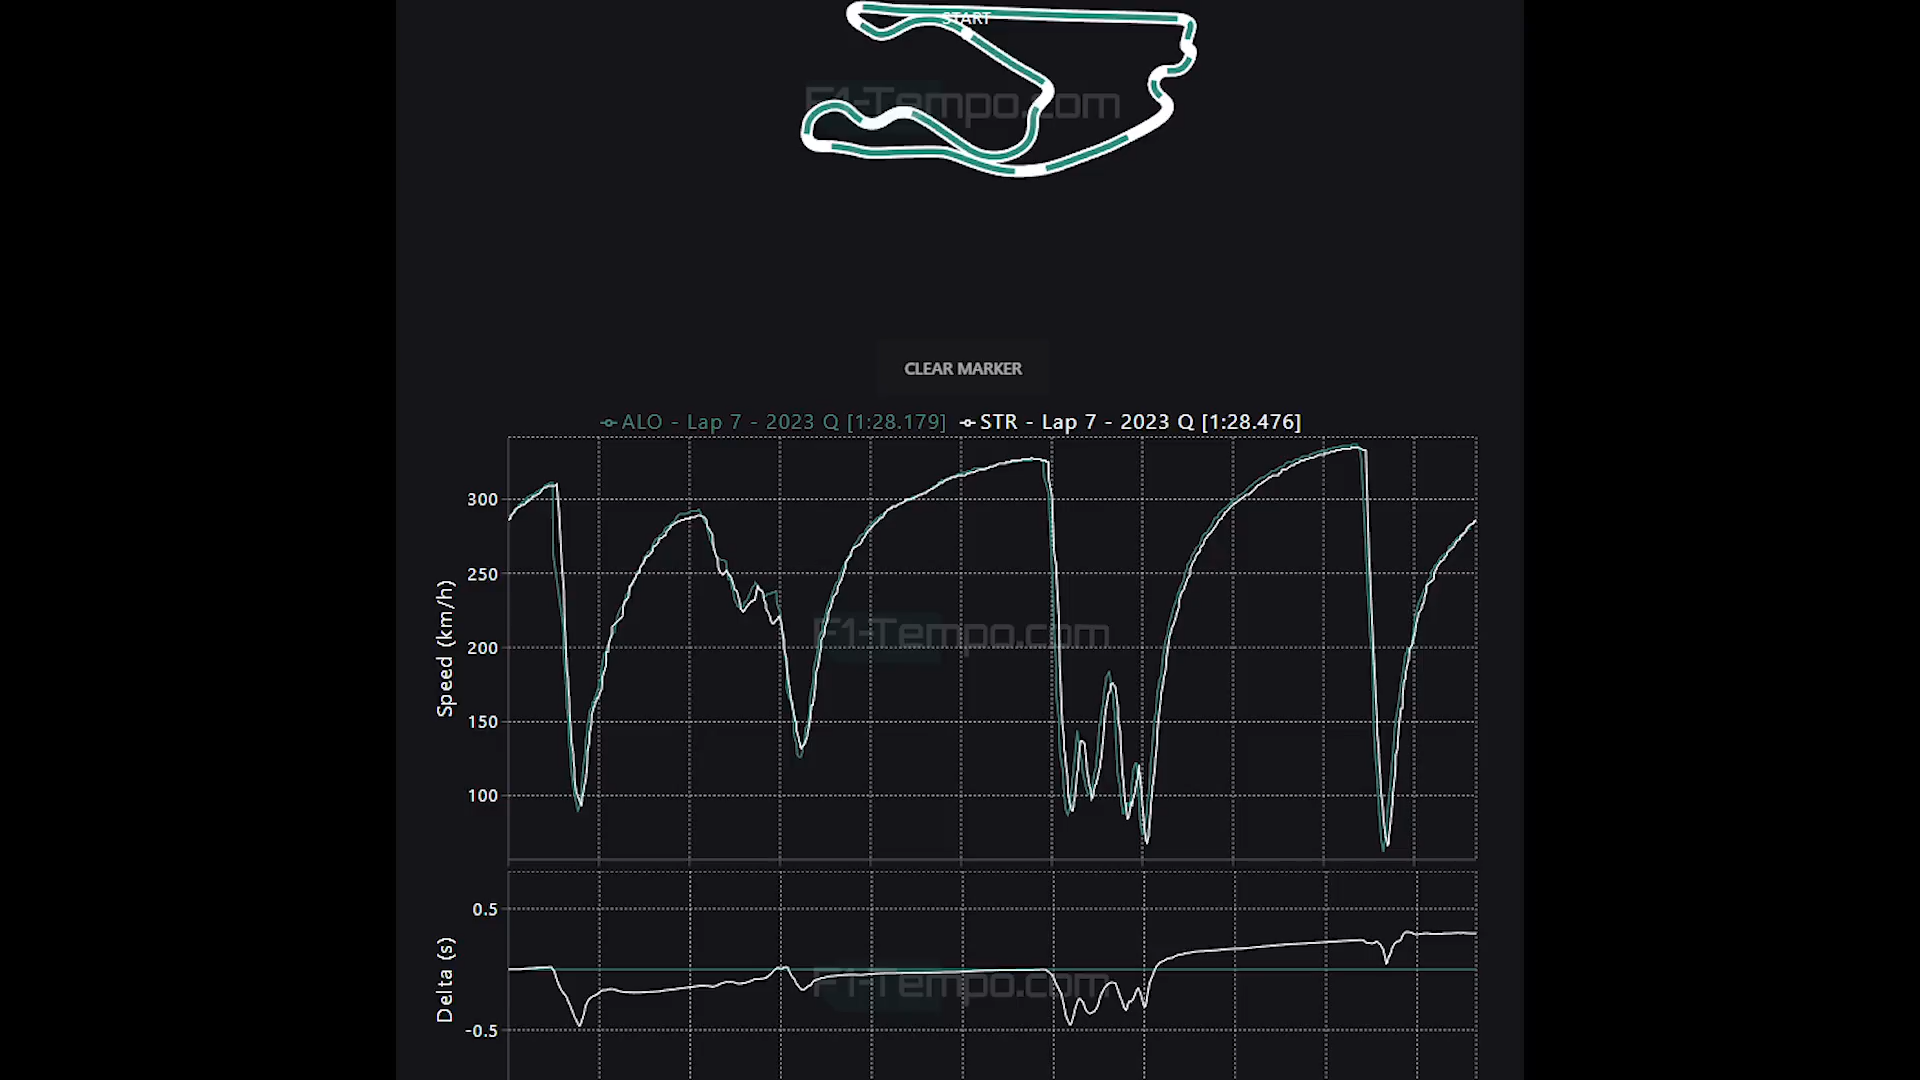 START
F1-Tempo.com
CLEAR MARKER
ALO - Lap 7 - 2023 Q [1:28.179] STR - Lap 7 - 2023 Q [1:28.476]
300
250
200
150
100
Speed (km/h)
F1-Tempo.com
0.5
-0.5
Delta (s)
F1-Tempo.com